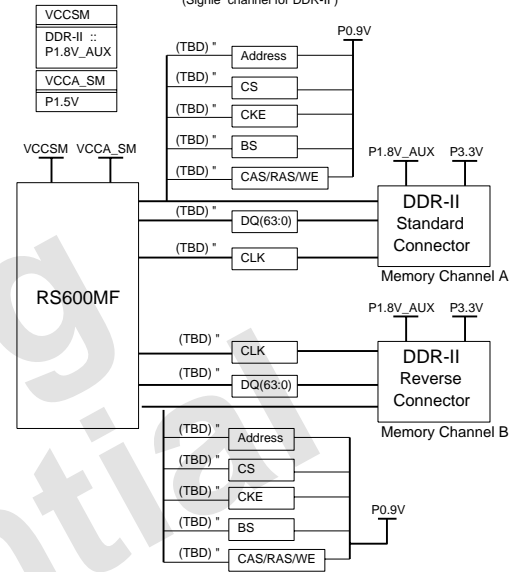 (Signle channel for DDR-II )
VCCSM
DDR-II ::
P1.8V_AUX
VCCA_SM
P1.5V
P0.9V
(TBD) " Address
(TBD) " CS
(TBD) " CKE
(TBD) " BS
(TBD) " CAS/RAS/WE
VCCSM VCCA_SM
P1.8V_AUX P3.3V
(TBD) " DQ(63:0)
(TBD) " CLK
DDR-II
Standard
Connector
Memory Channel A
RS600MF
P1.8V_AUX P3.3V
(TBD) " CLK
(TBD) " DQ(63:0)
DDR-II
Reverse
Connector
Memory Channel B
(TBD) " Address
(TBD) " CS
(TBD) " CKE
(TBD) " BS
(TBD) " CAS/RAS/WE
P0.9V